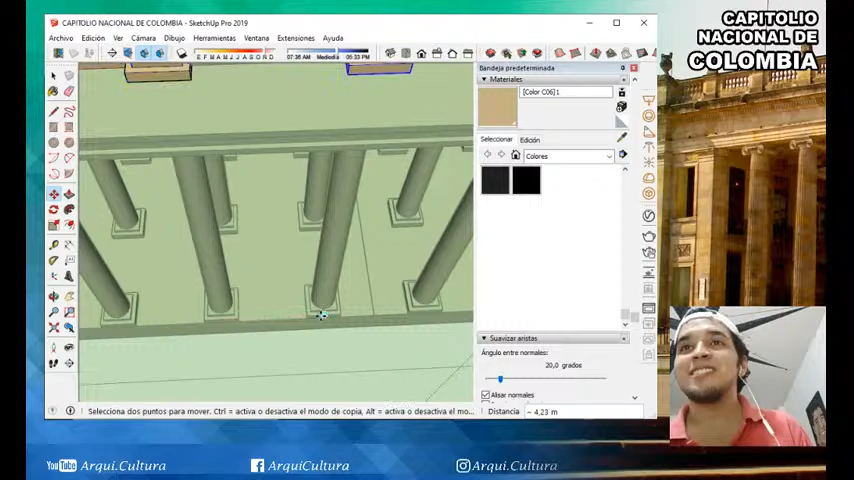 CAPITOLIO NACIONAL DE COLOMBIA - SketchUp Pro 2019
Archivo Edición Ver Cámara Dibujo Herramientas Ventana Extensiones Ayuda
E F M A M J J A S O N D
07:36 AM Mediodía 05:33 PM
CAPITOLIO
NACIONAL DE
COLOMBIA
Bandeja predeterminada
Materiales
[Color C06]1
Seleccionar Edición
Colores
Suavizar aristas
Ángulo entre normales:
20,0 grados
Alisar normales
Selecciona dos puntos para mover. Ctrl = activa o desactiva el modo de copia, Alt = activa o desactiva el mo...
Distancia ~ 4,23 m
YouTube Arqui.Cultura
ArquiCultura
Arqui.Cultura